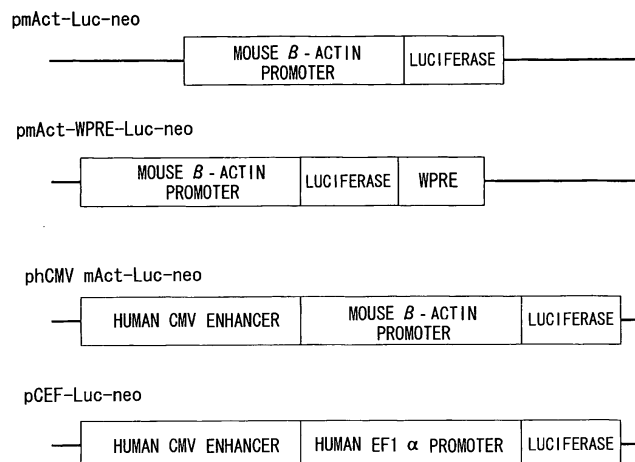 pmAct-Luc-neo
MOUSE β-ACTIN
PROMOTER
LUCIFERASE
pmAct-WPRE-Luc-neo
MOUSE β-ACTIN
PROMOTER
LUCIFERASE
WPRE
phCMV mAct-Luc-neo
HUMAN CMV ENHANCER
MOUSE β-ACTIN
PROMOTER
LUCIFERASE
pCEF-Luc-neo
HUMAN CMV ENHANCER
HUMAN EF1 α PROMOTER
LUCIFERASE